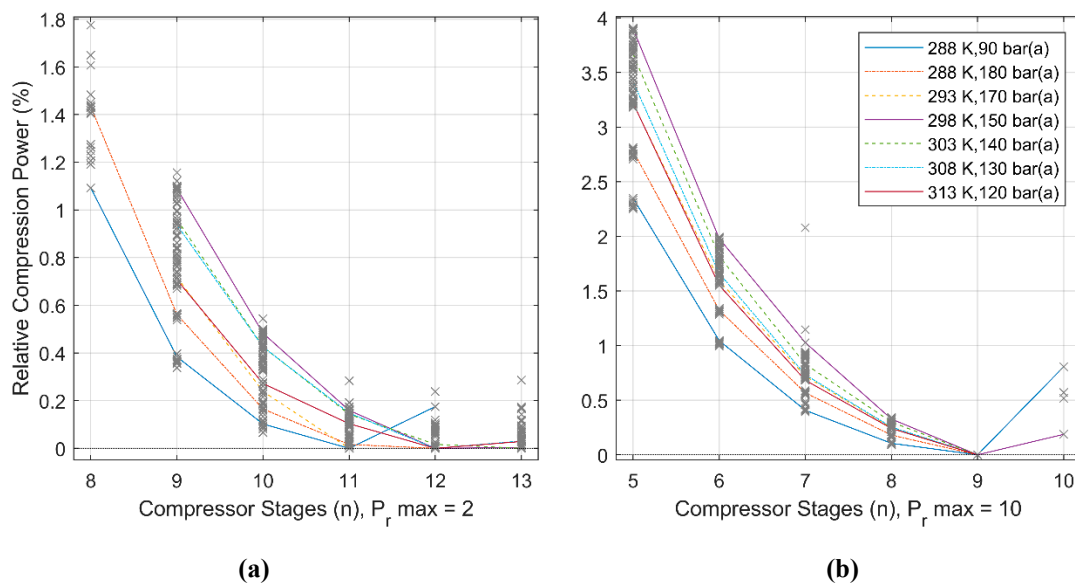 Relative Compression Power (%)
1.8
1.6
1.4
1.2
1
0.8
0.6
0.4
0.2
0
8 9 10 11 12 13
Compressor Stages (n), P_r max = 2
(a)
4
3.5
3
2.5
2
1.5
1
0.5
0
288 K,90 bar(a)
288 K,180 bar(a)
293 K,170 bar(a)
298 K,150 bar(a)
303 K,140 bar(a)
308 K,130 bar(a)
313 K,120 bar(a)
5 6 7 8 9 10
Compressor Stages (n), P_r max = 10
(b)